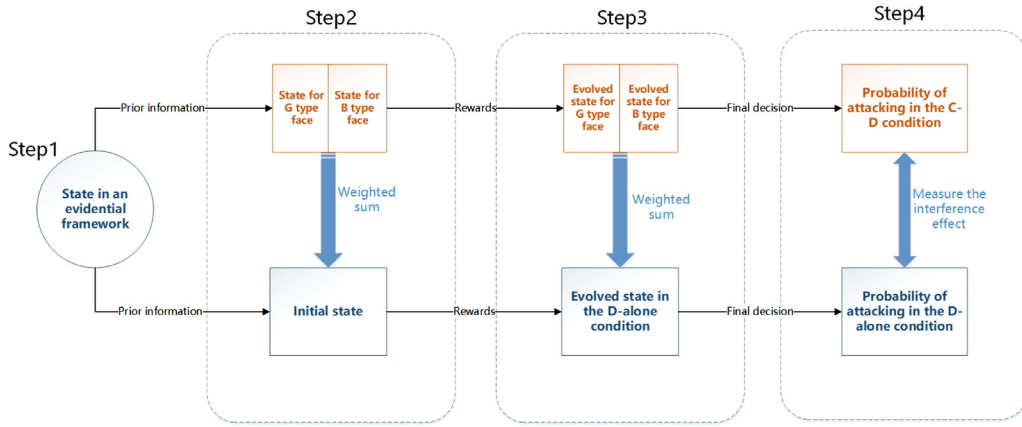 Step2
Step3
Step4
Step1
State in an
evidential
framework
Prior information
State for
G type
face
State for
B type
face
Rewards
Evolved
state for
G type
face
Evolved
state for
B type
face
Final decision
Probability of
attacking in the C-
D condition
Weighted
sum
Weighted
sum
Measure the
interference
effect
Prior information
Initial state
Rewards
Evolved state in
the D-alone
condition
Final decision
Probability of
attacking in the D-
alone condition